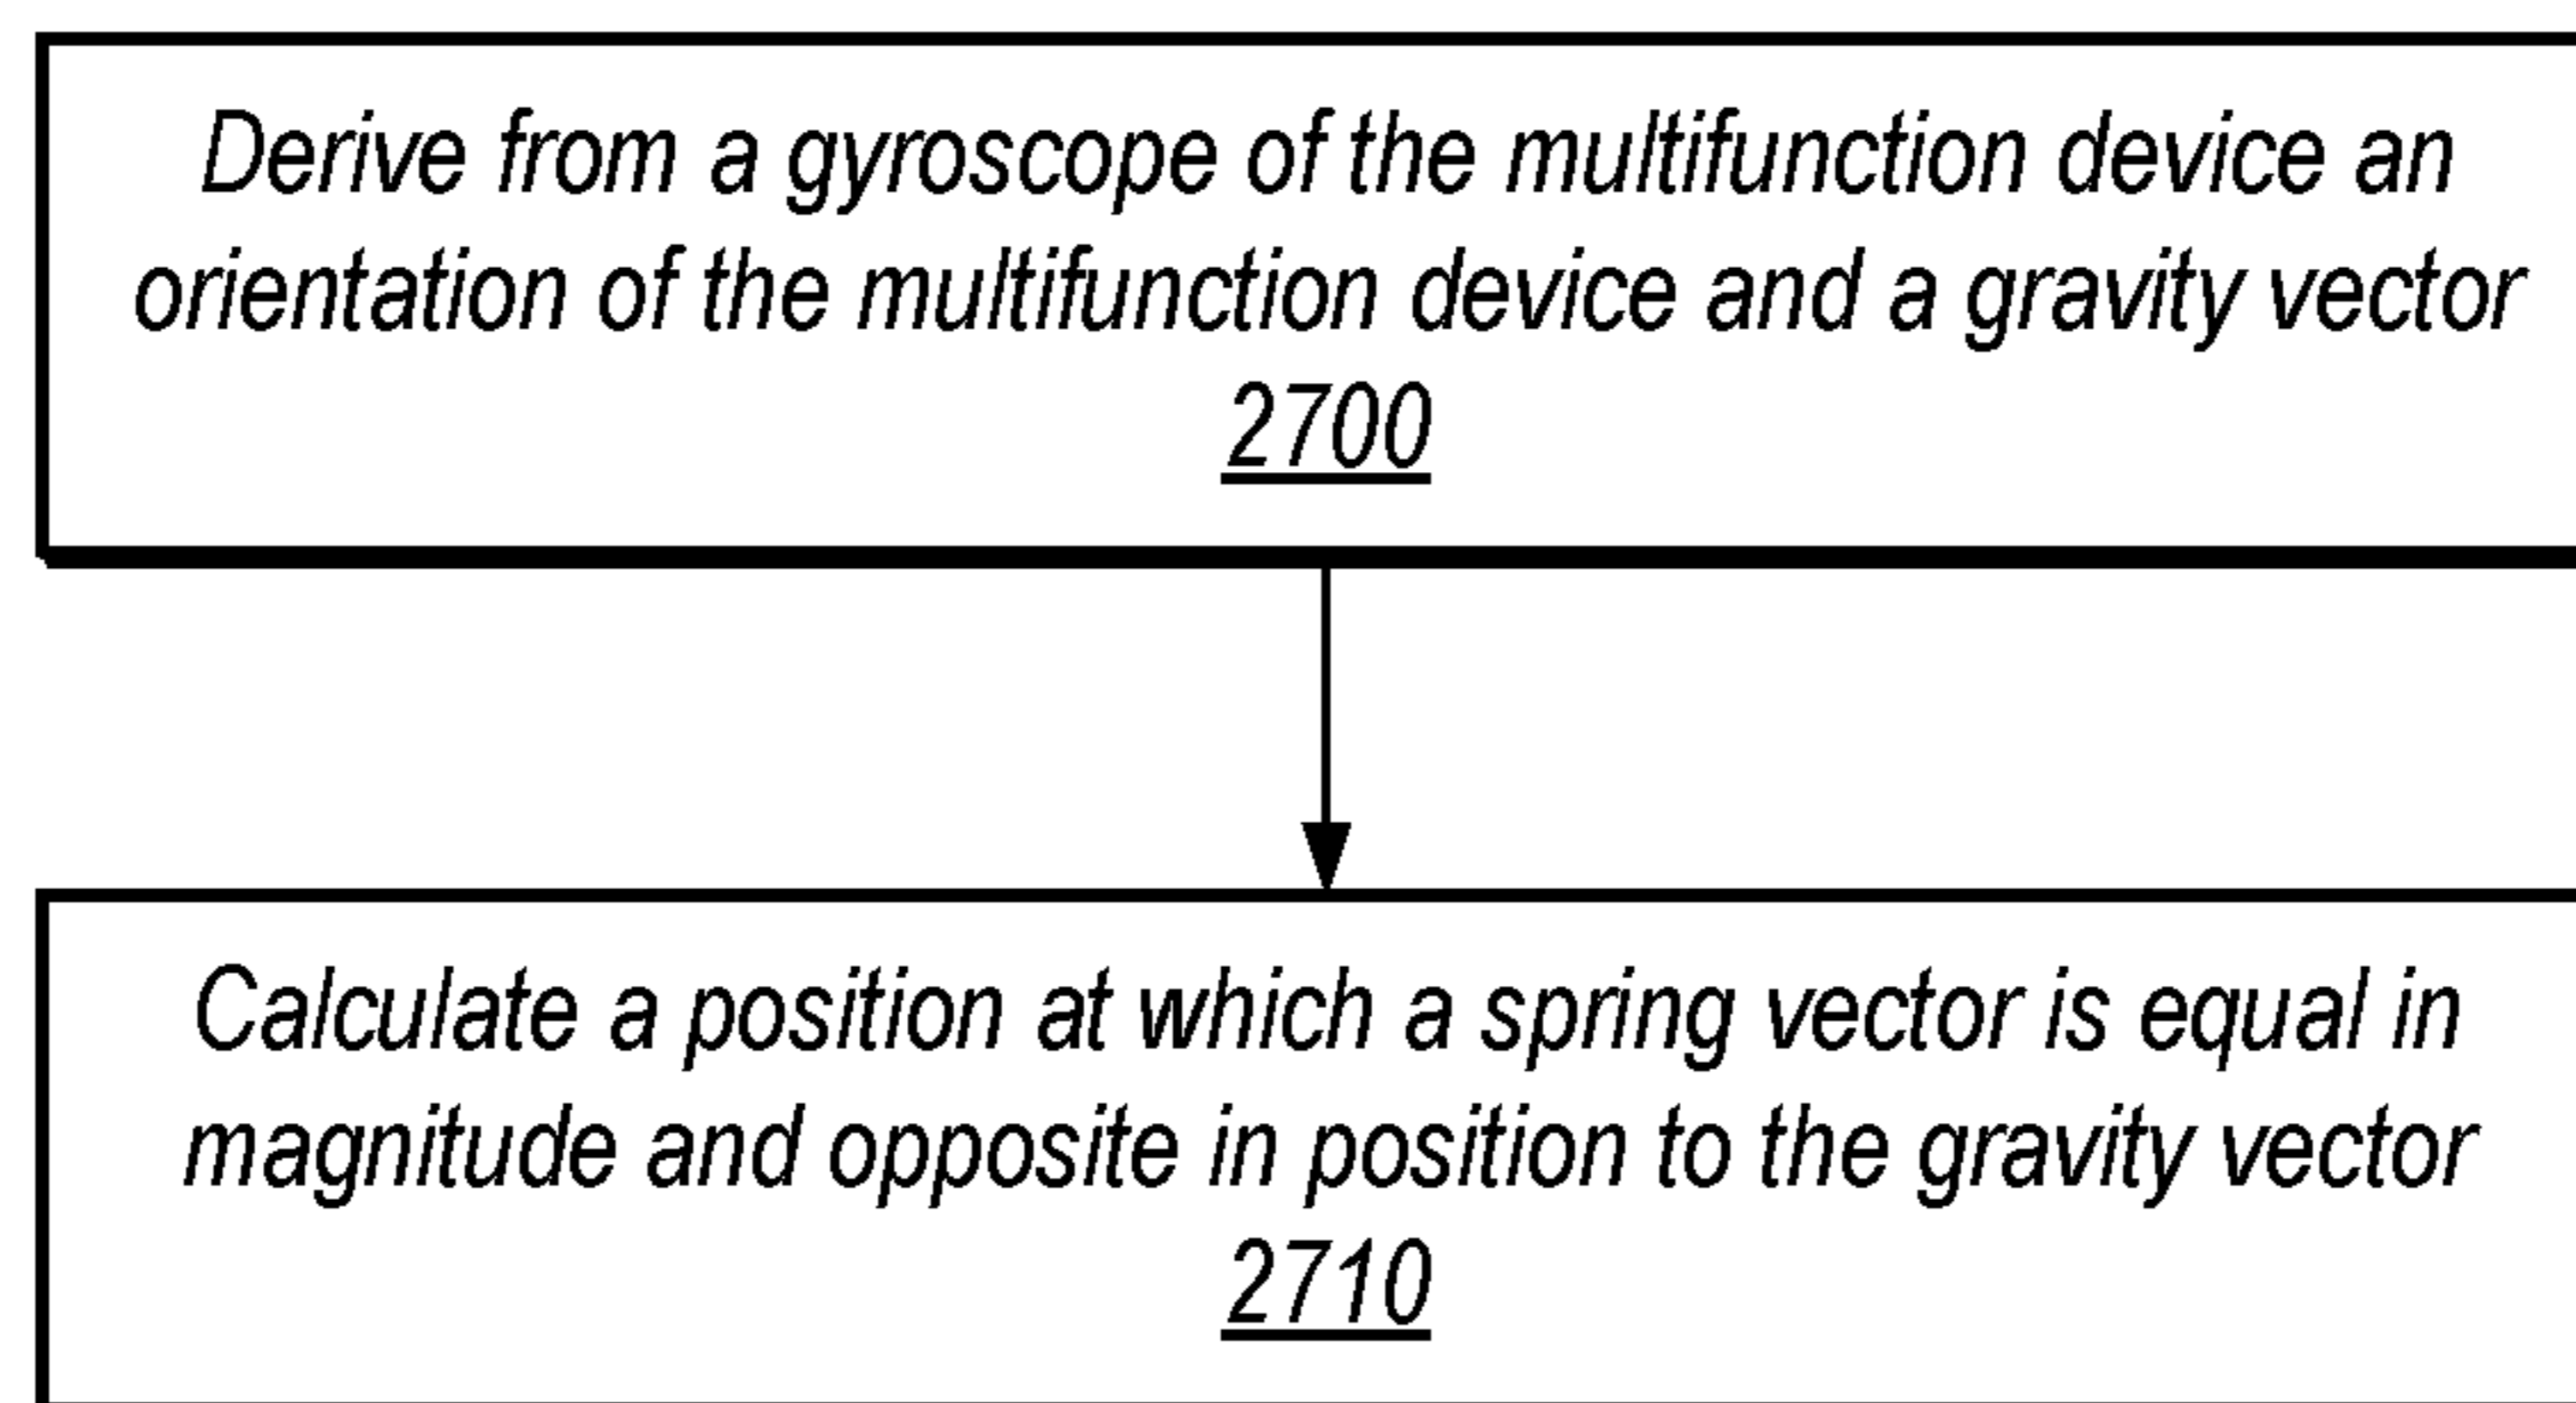 Derive from a gyroscope of the multifunction device an
orientation of the multifunction device and a gravity vector
2700
Calculate a position at which a spring vector is equal in
magnitude and opposite in position to the gravity vector
2710